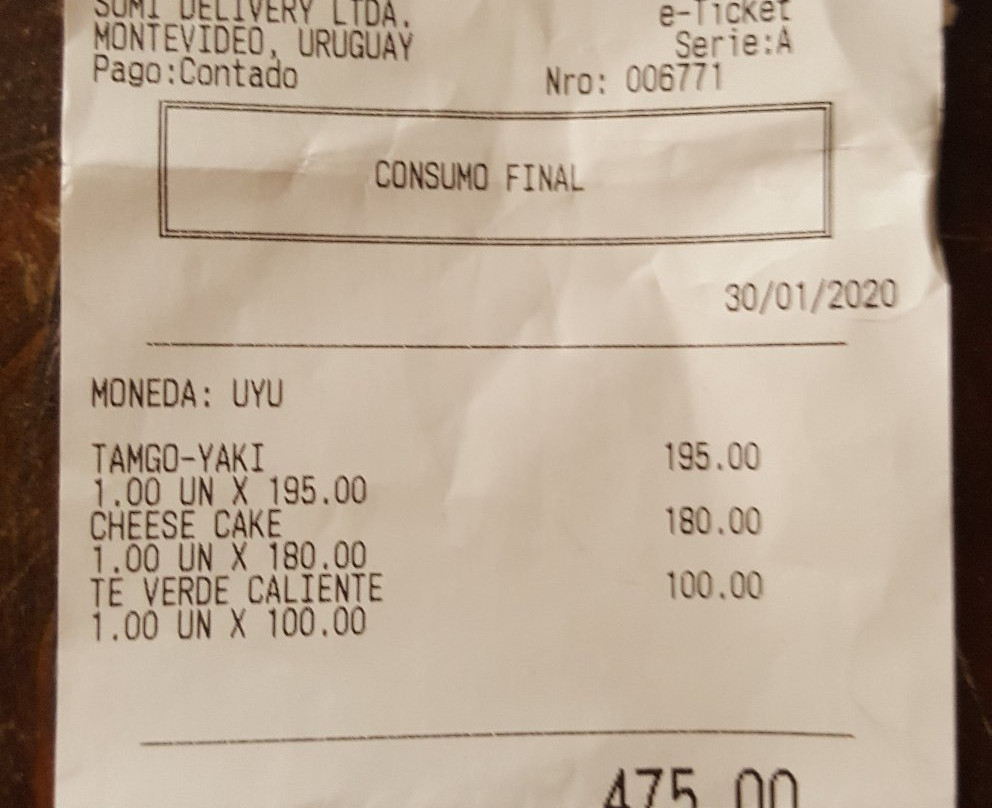 SUMI DELIVERY LTDA. e-Ticket
MONTEVIDEO, URUGUAY Serie:A
Pago:Contado Nro: 006771
CONSUMO FINAL
30/01/2020
MONEDA: UYU
TAMGO-YAKI 195.00
1.00 UN X 195.00
CHEESE CAKE 180.00
1.00 UN X 180.00
TE VERDE CALIENTE 100.00
1.00 UN X 100.00
475.00